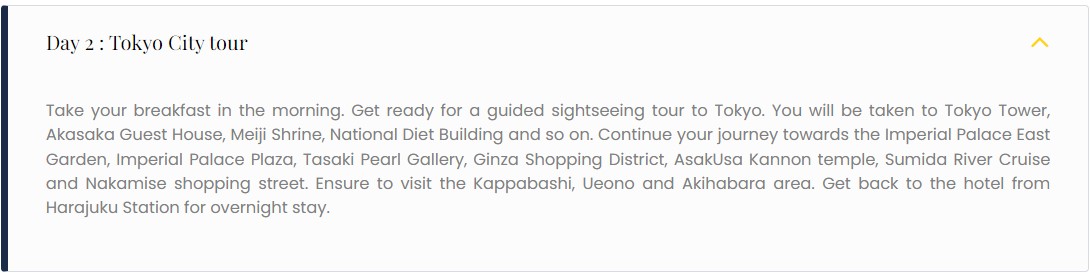 Day 2 : Tokyo City tour
Take your breakfast in the morning. Get ready for a guided sightseeing tour to Tokyo. You will be taken to Tokyo Tower,
Akasaka Guest House, Meiji Shrine, National Diet Building and so on. Continue your journey towards the Imperial Palace East
Garden, Imperial Palace Plaza, Tasaki Pearl Gallery, Ginza Shopping District, AsakUsa Kannon temple, Sumida River Cruise
and Nakamise shopping street. Ensure to visit the Kappabashi, Ueono and Akihabara area. Get back to the hotel from
Harajuku Station for overnight stay.